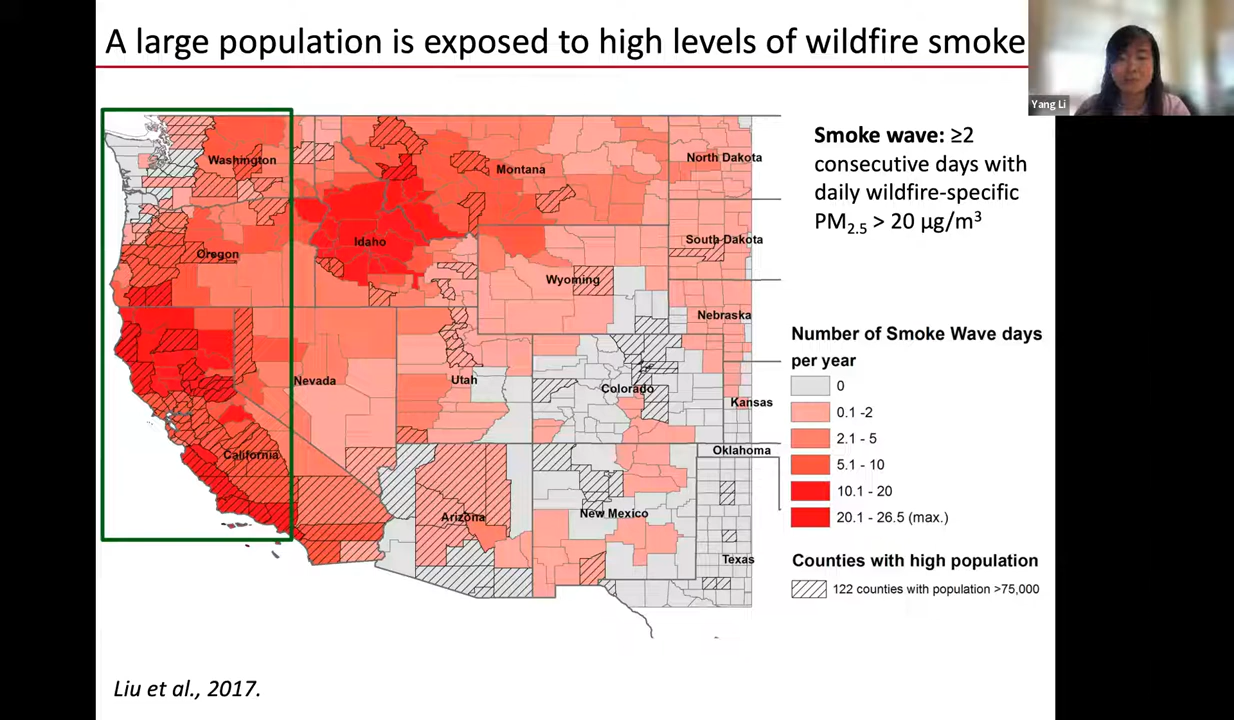 A large population is exposed to high levels of wildfire smoke
Yang Li
Smoke wave: ≥2
consecutive days with
daily wildfire-specific
PM2.5 > 20 μg/m3
Washington
Montana
North Dakota
Idaho
Oregon
South Dakota
Wyoming
Nebraska
Nevada
Utah
Colorado
Kansas
California
Oklahoma
Arizona
New Mexico
Texas
Number of Smoke Wave days
per year
0
0.1 -2
2.1 - 5
5.1 - 10
10.1 - 20
20.1 - 26.5 (max.)
Counties with high population
122 counties with population >75,000
Liu et al., 2017.